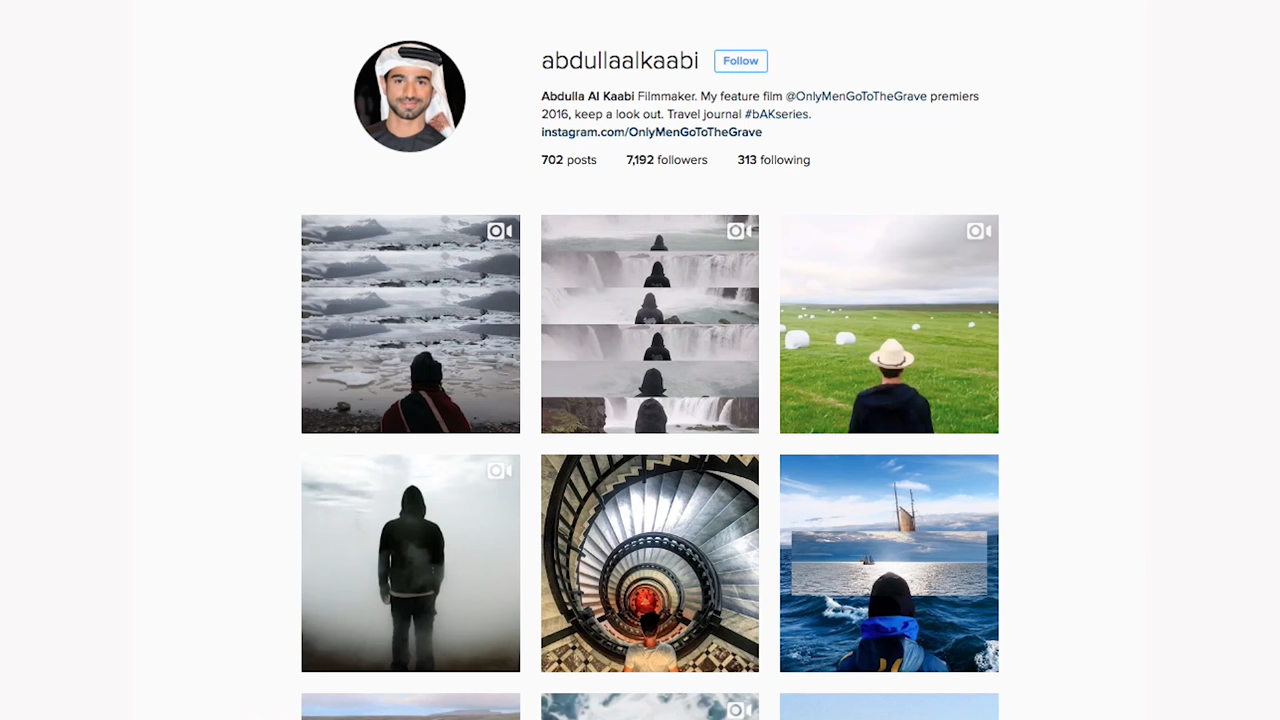 abdullaalkaabi Follow
Abdulla Al Kaabi Filmmaker. My feature film @OnlyMenGoToTheGrave premiers
2016, keep a look out. Travel journal #bAKseries.
instagram.com/OnlyMenGoToTheGrave
702 posts 7,192 followers 313 following